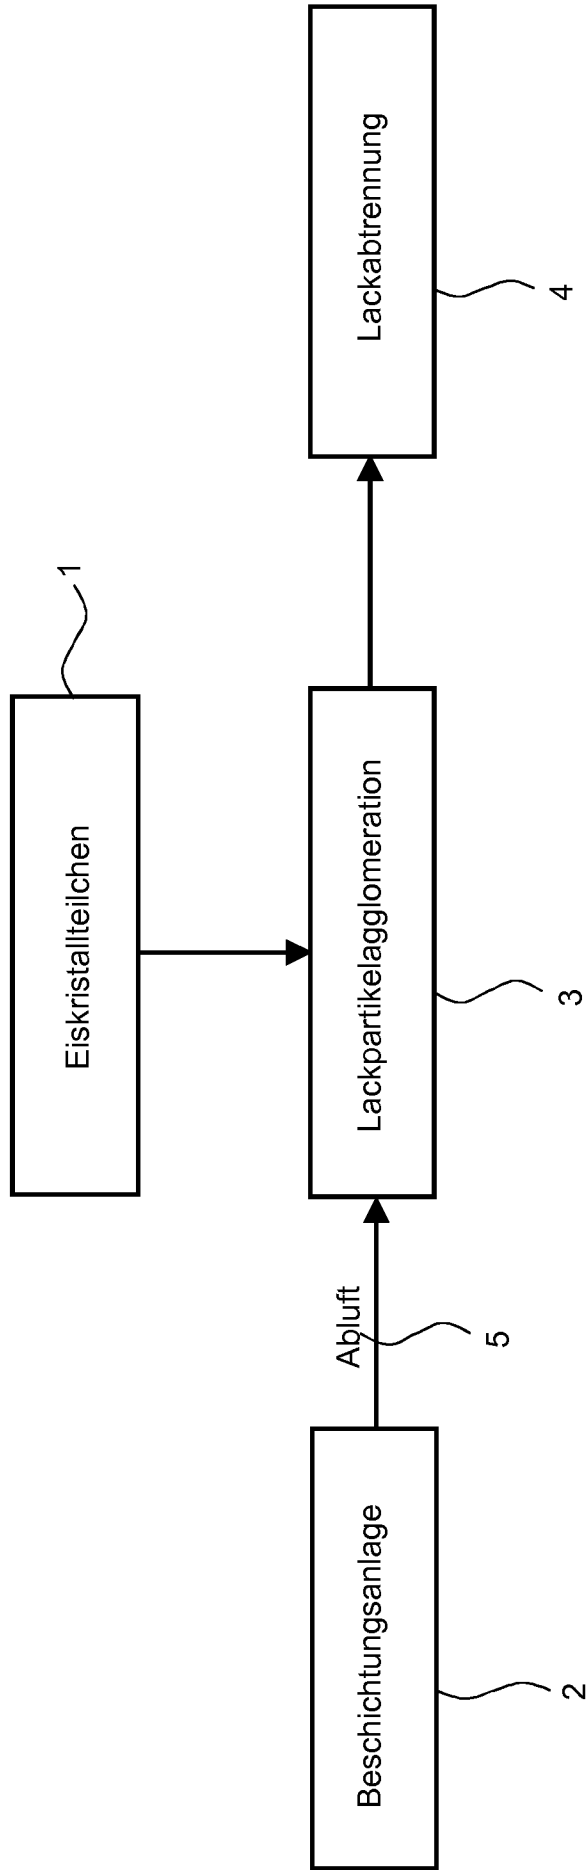 Eiskristallteilchen
1
Beschichtungsanlage
Abluft
Lackpartikelagglomeration
Lackabtrennung
2
5
3
4